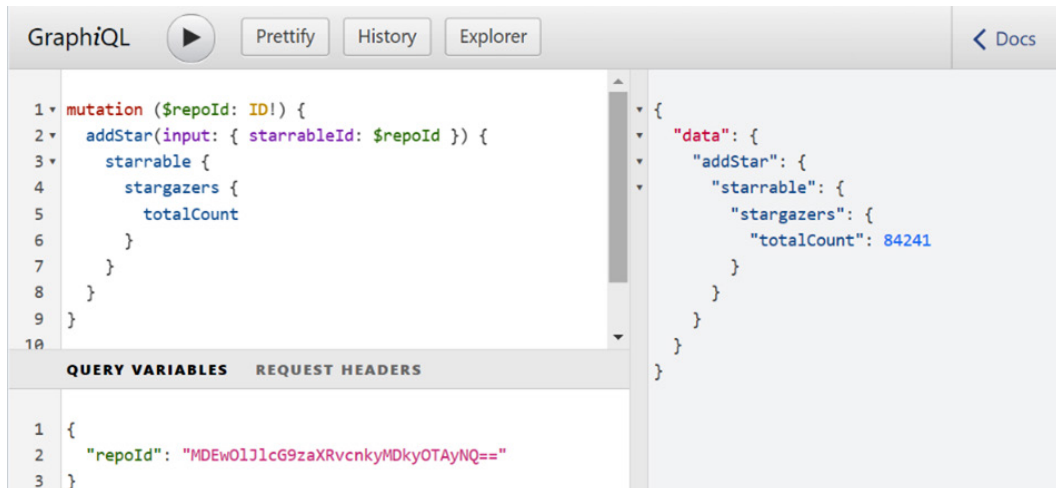 GraphiQL Prettify History Explorer Docs
1 mutation ($repoId: ID!) {
2 addStar(input: { starrableId: $repoId }) {
3 starrable {
4 stargazers {
5 totalCount
6 }
7 }
8 }
9 }
10
QUERY VARIABLES REQUEST HEADERS
1 {
2 "repoId": "MDEwOlJlcG9zaXRvcnkyMDkyOTAyNQ=="
3 }
{
"data": {
"addStar": {
"starrable": {
"stargazers": {
"totalCount": 84241
}
}
}
}
}